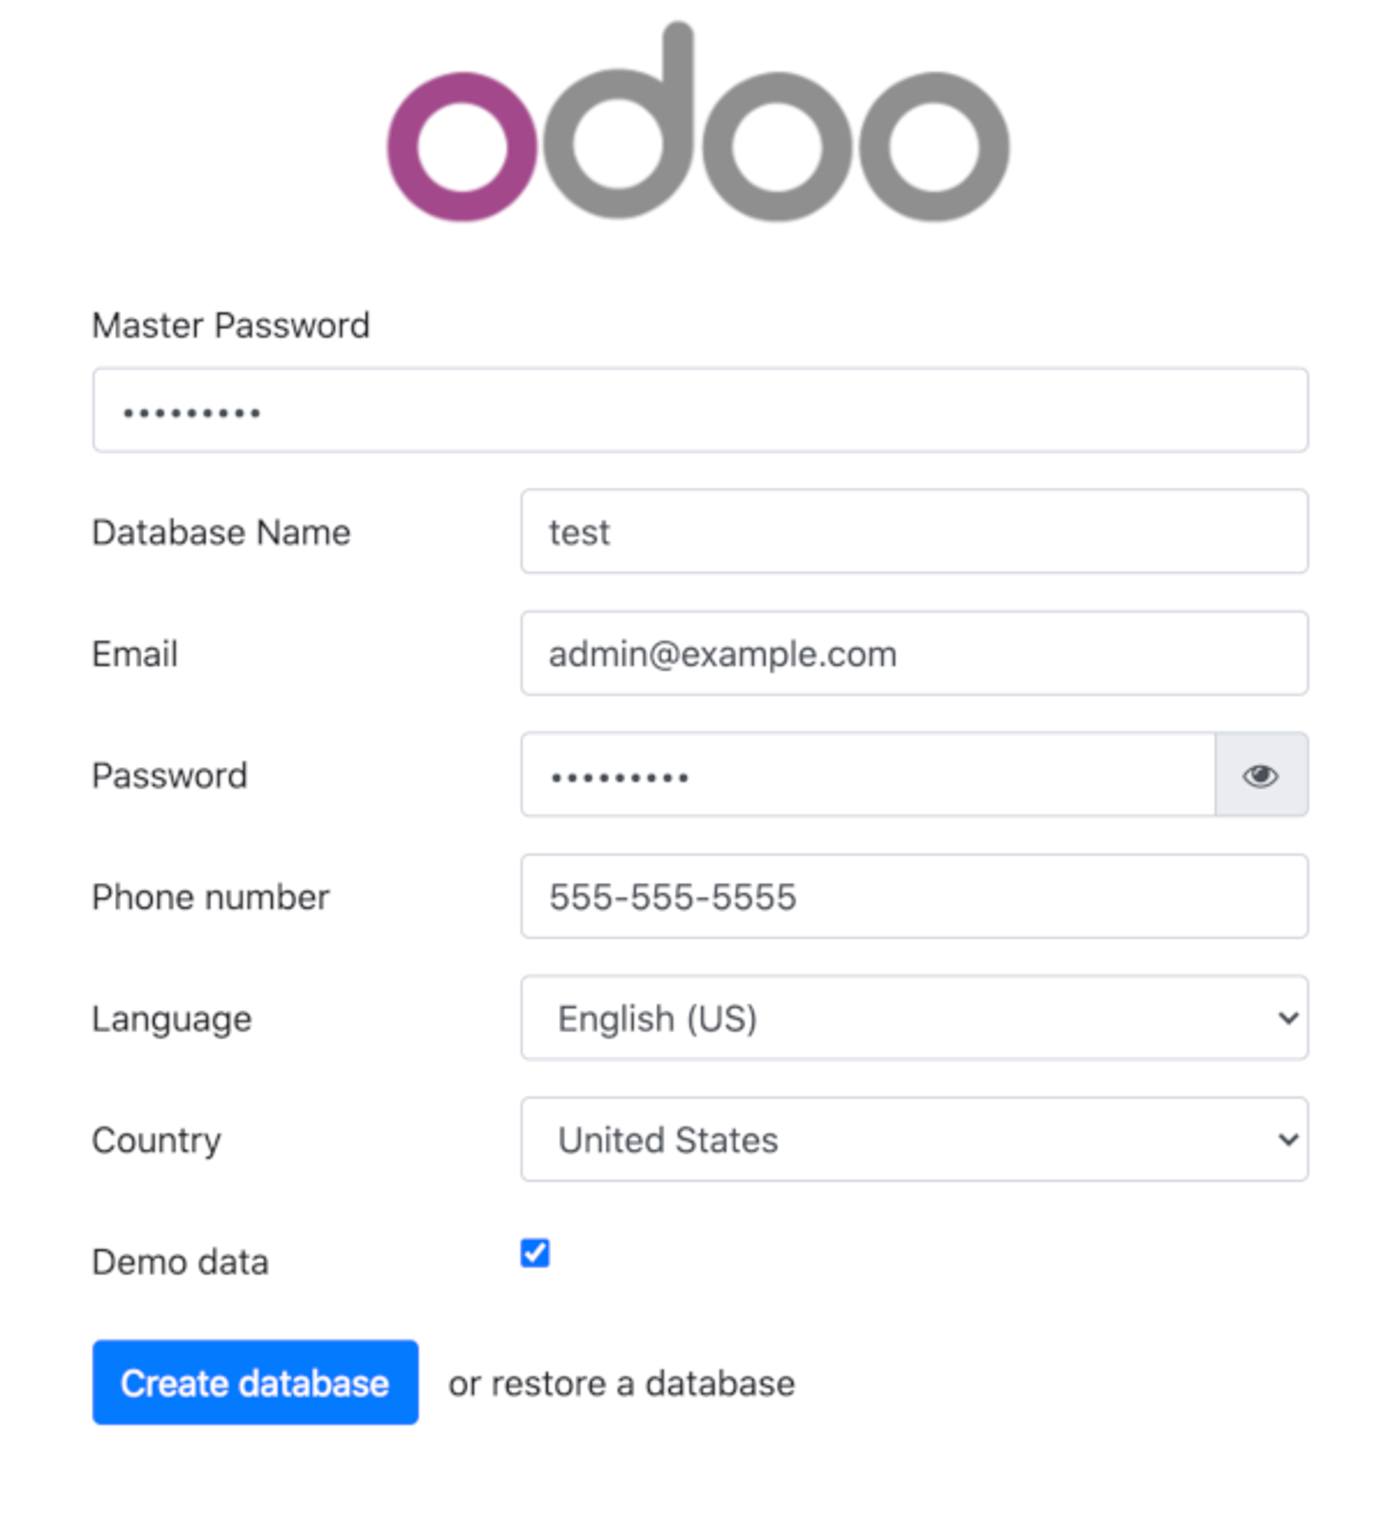 odoo
Master Password
•••••••••
Database Name test
Email admin@example.com
Password •••••••••
Phone number 555-555-5555
Language English (US)
Country United States
Demo data
Create database or restore a database